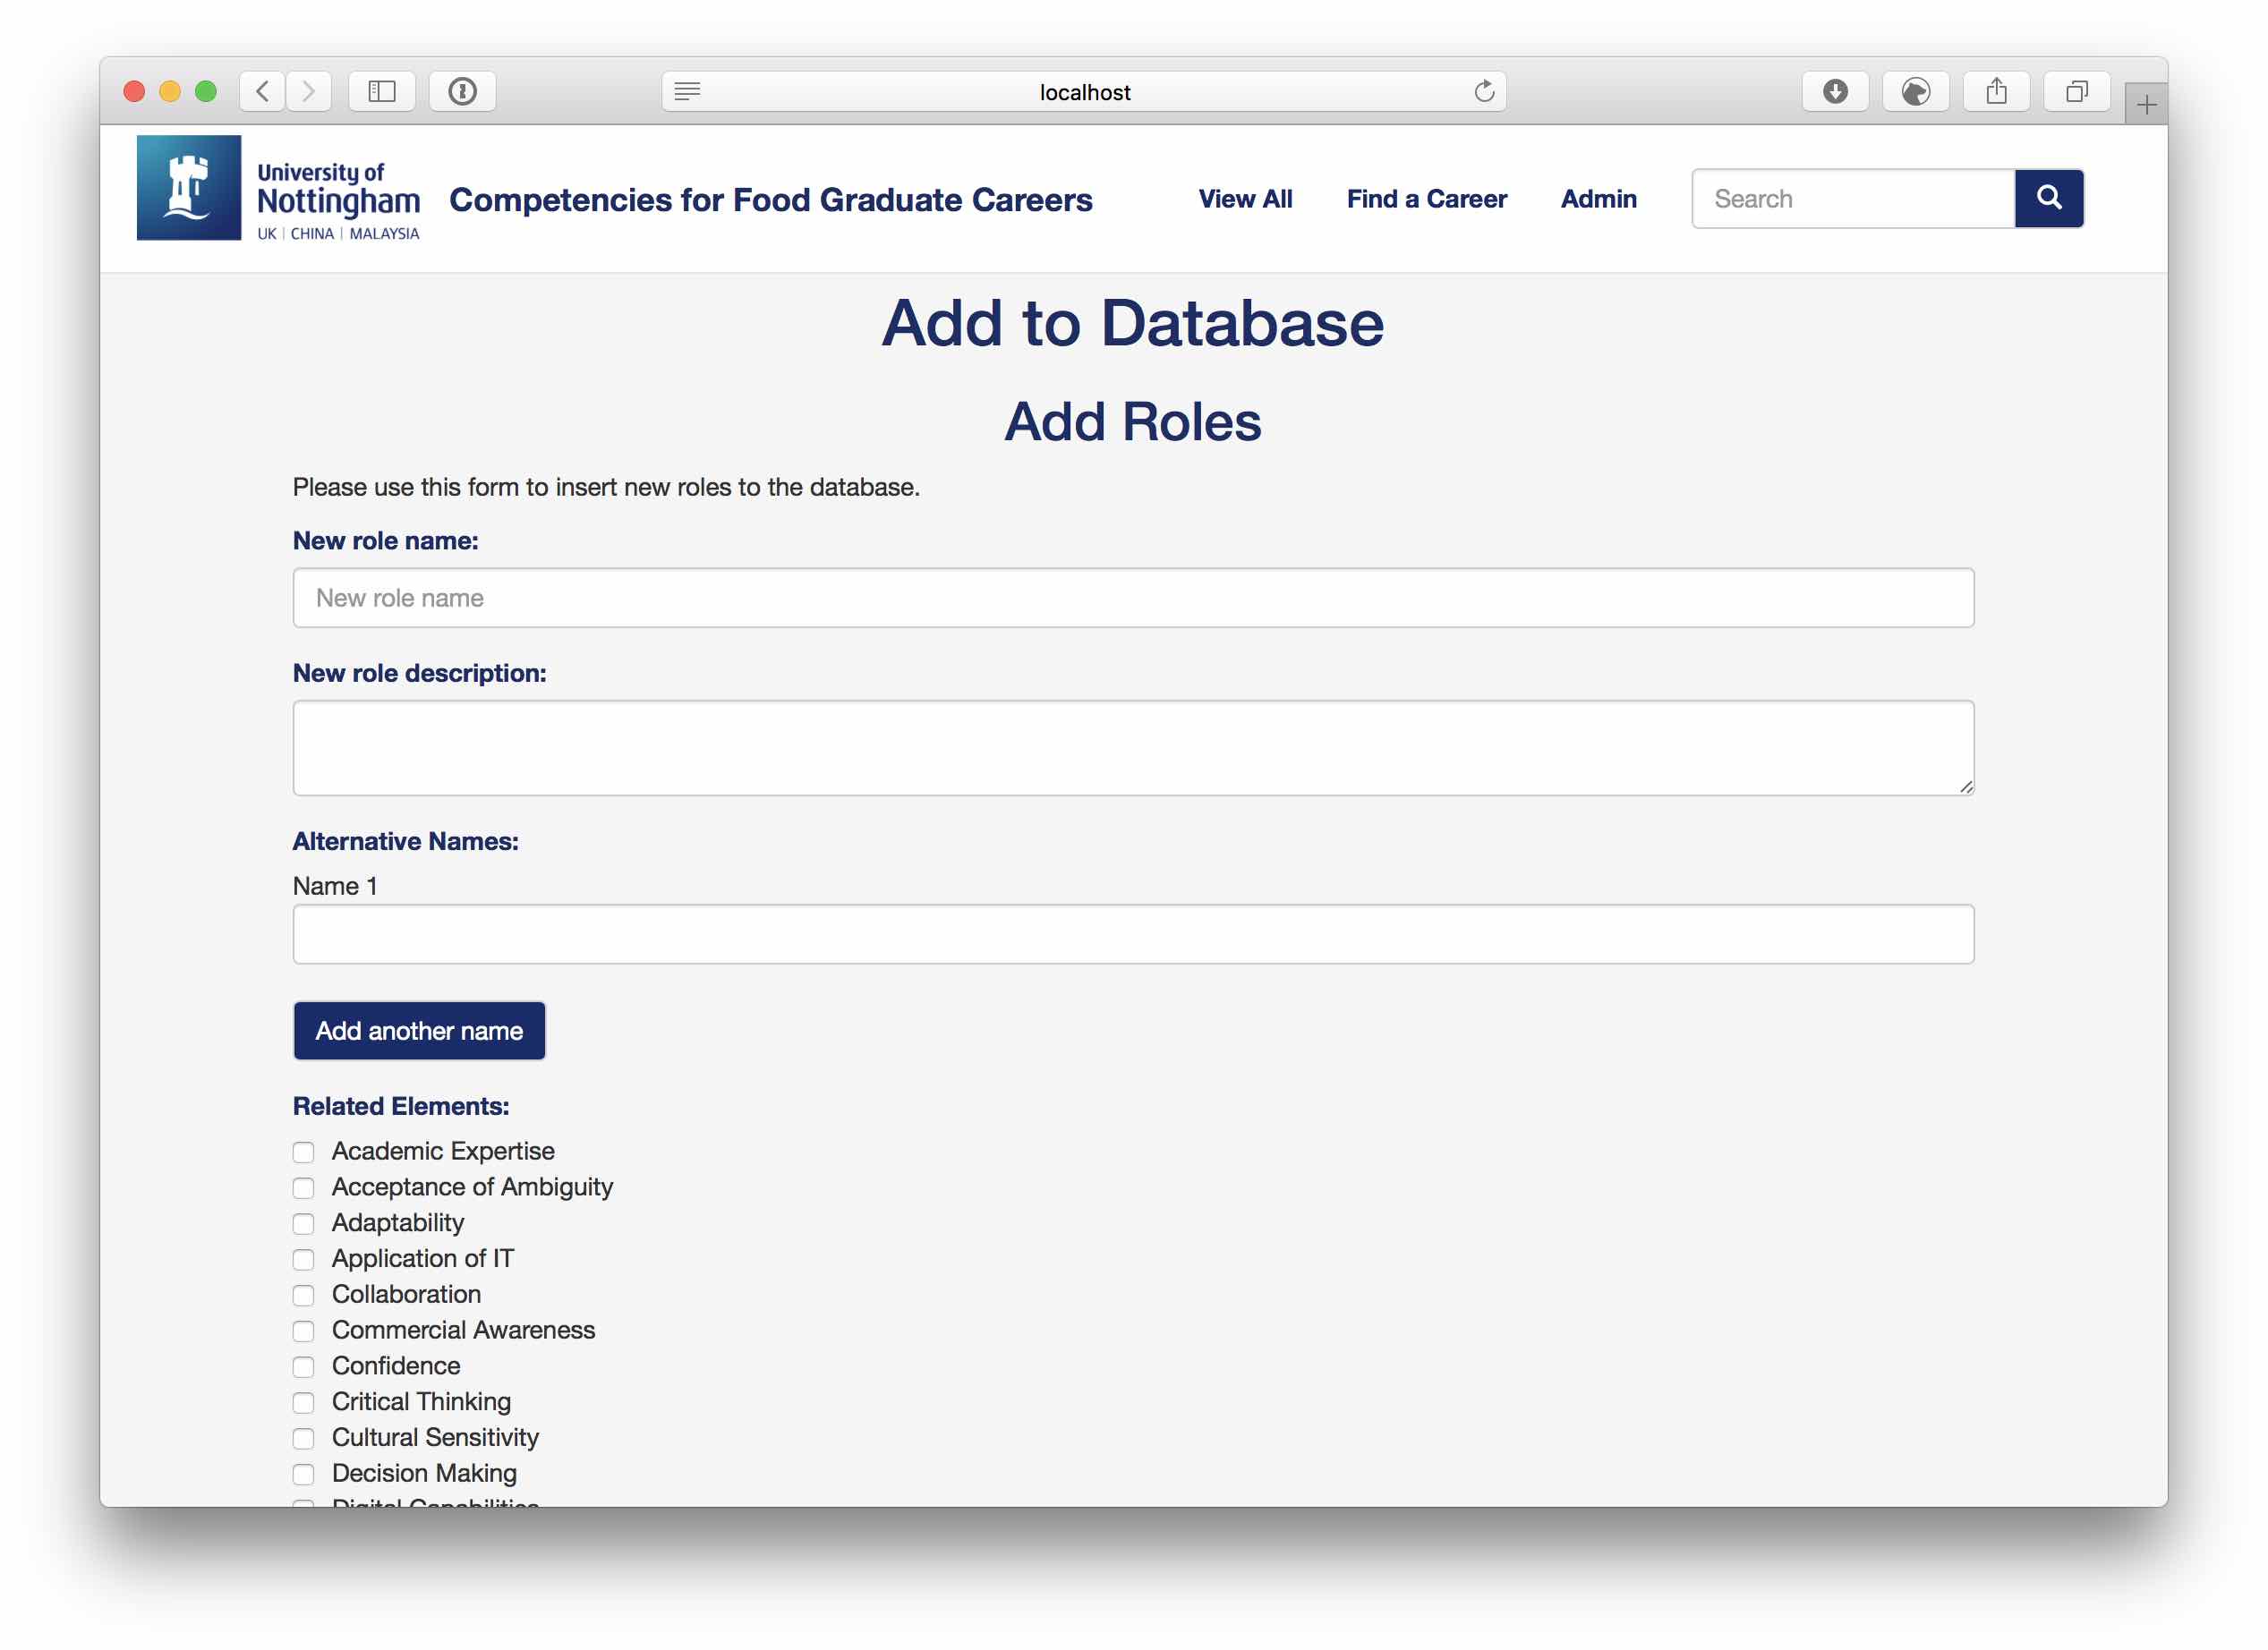 localhost
University of
Nottingham
UK | CHINA | MALAYSIA
Competencies for Food Graduate Careers
View All
Find a Career
Admin
Search
Add to Database
Add Roles
Please use this form to insert new roles to the database.
New role name:
New role name
New role description:
Alternative Names:
Name 1
Add another name
Related Elements:
Academic Expertise
Acceptance of Ambiguity
Adaptability
Application of IT
Collaboration
Commercial Awareness
Confidence
Critical Thinking
Cultural Sensitivity
Decision Making
Digital Capabilities